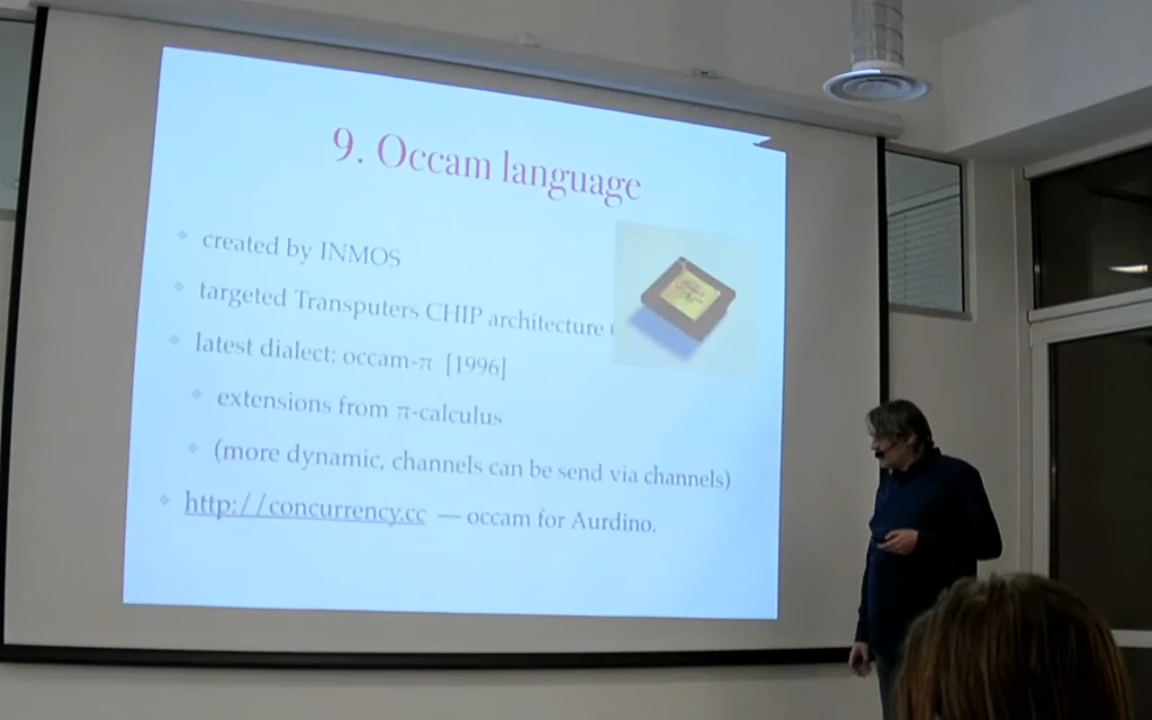 9. Occam language
created by INMOS
targeted Transputers CHIP architecture
latest dialect: occam-π [1996]
extensions from π-calculus
(more dynamic, channels can be send via channels)
http://concurrency.cc — occam for Aurdino.